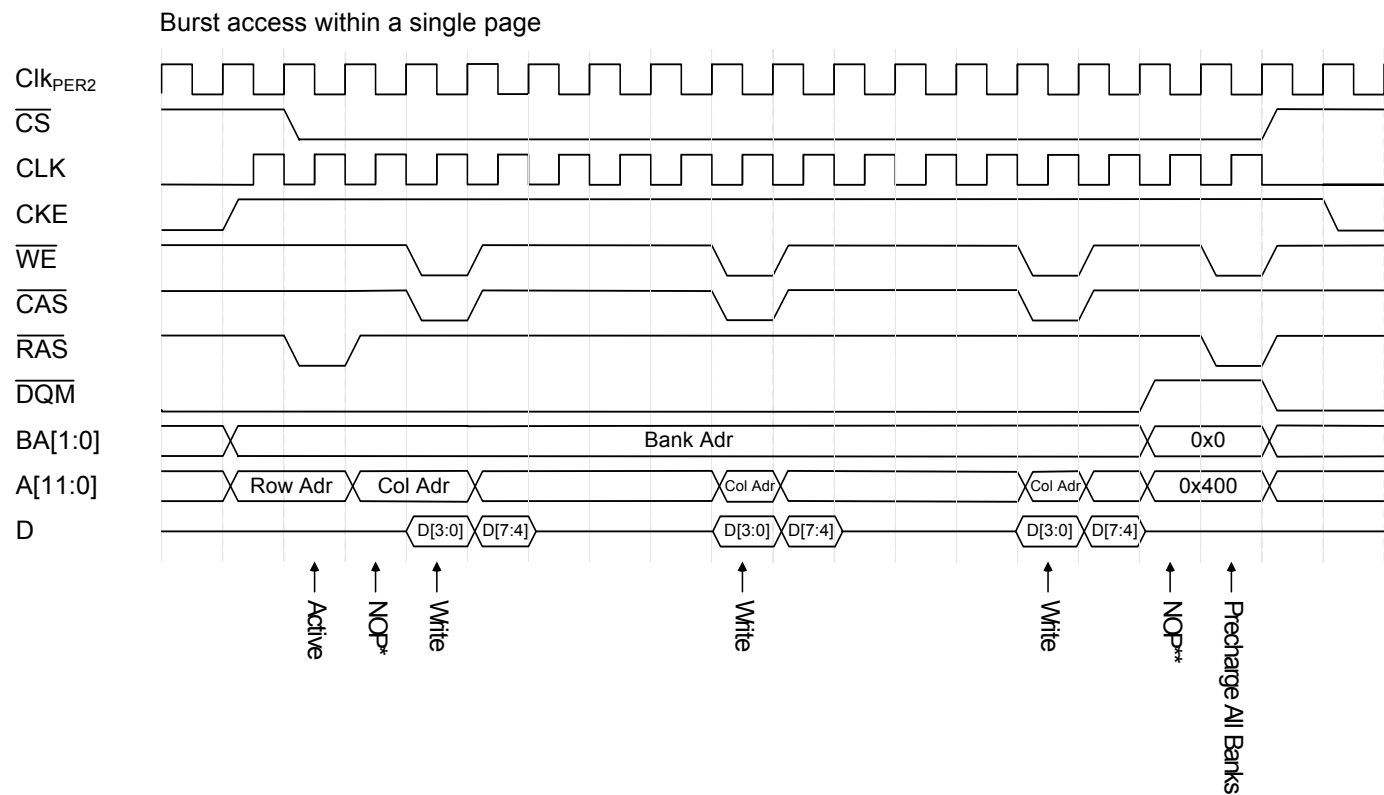 Burst access within a single page
ClkPER2
CS
CLK
CKE
WE
CAS
RAS
DQM
BA[1:0] Bank Adr 0x0
A[11:0] Row Adr Col Adr Col Adr Col Adr 0x400
D D[3:0] D[7:4] D[3:0] D[7:4] D[3:0] D[7:4]
Active
NOP*
Write
Write
Write
NOP**
Precharge All Banks